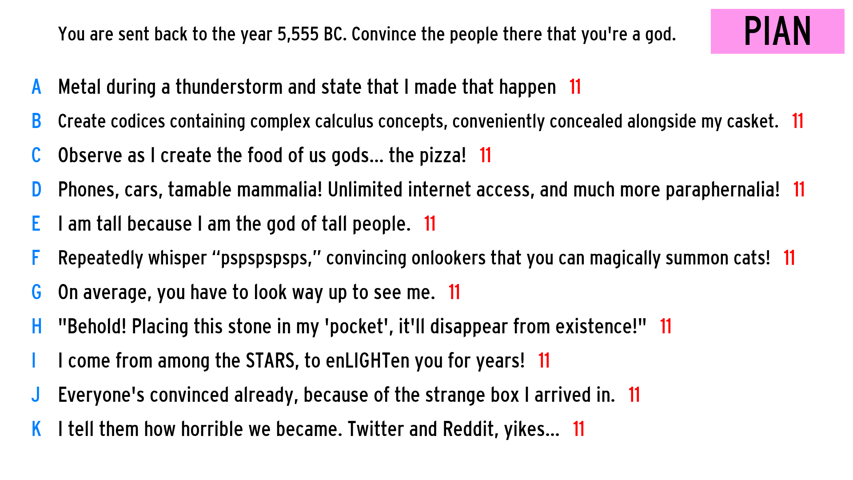 You are sent back to the year 5,555 BC. Convince the people there that you're a god.
PIAN
A Metal during a thunderstorm and state that I made that happen 11
B Create codices containing complex calculus concepts, conveniently concealed alongside my casket. 11
C Observe as I create the food of us gods... the pizza! 11
D Phones, cars, tamable mammalia! Unlimited internet access, and much more paraphernalia! 11
E I am tall because I am the god of tall people. 11
F Repeatedly whisper “pspspspsps,” convincing onlookers that you can magically summon cats! 11
G On average, you have to look way up to see me. 11
H "Behold! Placing this stone in my 'pocket', it'll disappear from existence!" 11
I I come from among the STARS, to enLIGHTen you for years! 11
J Everyone's convinced already, because of the strange box I arrived in. 11
K I tell them how horrible we became. Twitter and Reddit, yikes... 11